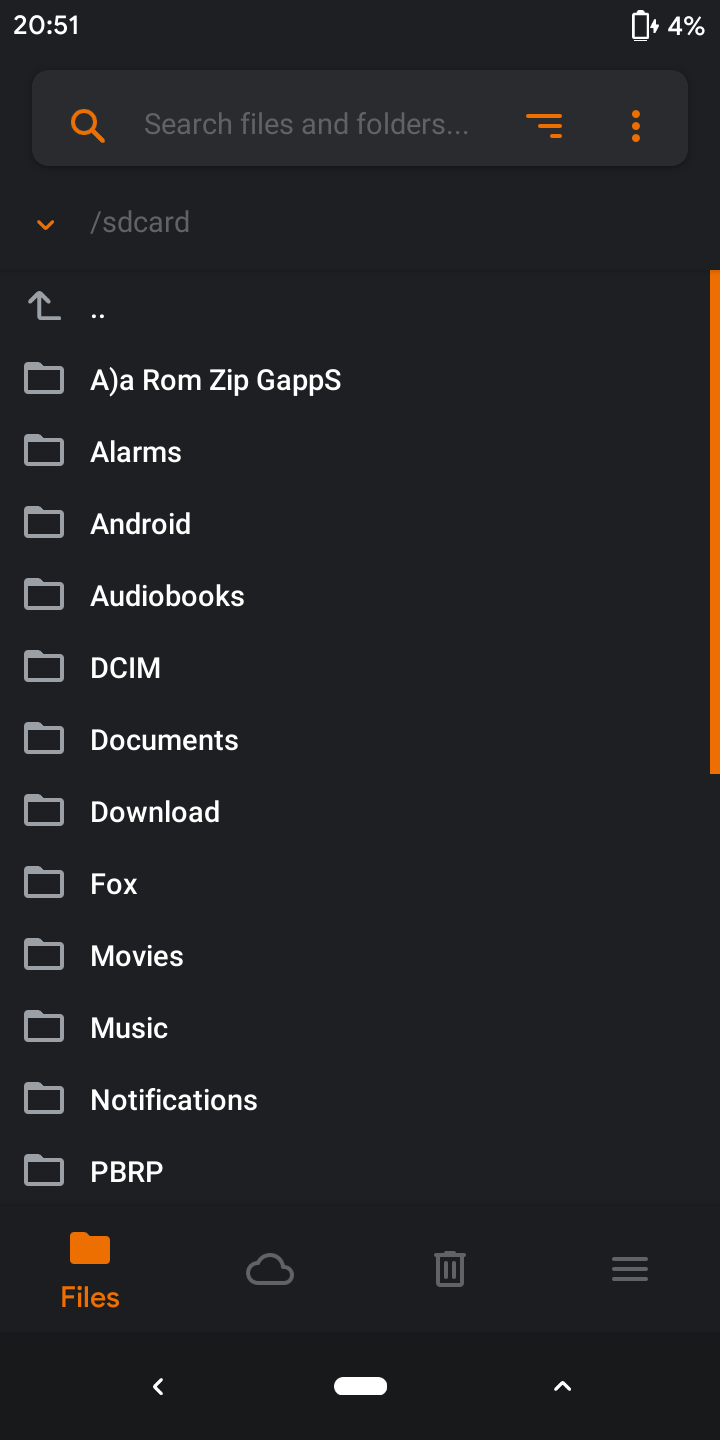 20:51
4%
Search files and folders...
/sdcard
..
A)a Rom Zip GappS
Alarms
Android
Audiobooks
DCIM
Documents
Download
Fox
Movies
Music
Notifications
PBRP
Files